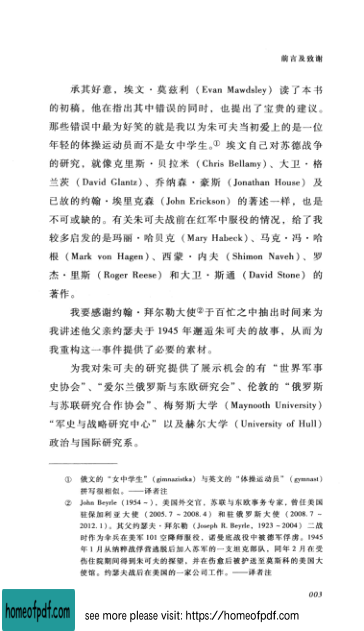 前言及致谢
承其好意，埃文·莫兹利（Evan Mawdsley）读了本书
的初稿，他在指出其中错误的同时，也提出了宝贵的建议。
那些错误中最为好笑的就是我以为朱可夫当初爱上的是一位
年轻的体操运动员而不是女中学生。① 埃文自己对苏德战争
的研究，就像克里斯·贝拉米（Chris Bellamy）、大卫·格
兰茨（David Glantz）、乔纳森·豪斯（Jonathan House）及
已故的约翰·埃里克森（John Erickson）的著述一样，也是
不可或缺的。有关朱可夫战前在红军中服役的情况，给了我
较多启发的是玛丽·哈贝克（Mary Habeck）、马克·冯·哈
根（Mark von Hagen）、西蒙·内夫（Shimon Naveh）、罗
杰·里斯（Roger Reese）和大卫·斯通（David Stone）的
著作。
我要感谢约翰·拜尔勒大使②于百忙之中抽出时间来为
我讲述他父亲约瑟夫于 1945 年邂逅朱可夫的故事，从而为
我重构这一事件提供了必要的素材。
为我对朱可夫的研究提供了展示机会的有“世界军事
史协会”、“爱尔兰俄罗斯与东欧研究会”、伦敦的“俄罗斯
与苏联研究合作协会”、梅努斯大学（Maynooth University）
“军史与战略研究中心”以及赫尔大学（University of Hull）
政治与国际研究系。
① 俄文的“女中学生”（gimnazistka）与英文的“体操运动员”（gymnast）
拼写很相似。——译者注
② John Beyrle（1954－），美国外交官，苏联与东欧事务专家，曾任美国
驻保加利亚大使（2005.7－2008.4）和驻俄罗斯大使（2008.7－
2012.1）。其父约瑟夫·拜尔勒（Joseph R. Beyrle，1923－2004）二战
时作为伞兵在美军 101 空降师服役，诺曼底战役中被德军俘虏。1945
年 1 月从纳粹战俘营逃脱后加入苏军的一支坦克部队，同年 2 月在受
伤住院期间得到朱可夫的探望，并在伤愈后被护送至莫斯科的美国大
使馆。约瑟夫战后在美国的一家公司工作。——译者注
003
homeofpdf.com
see more please visit: https://homeofpdf.com